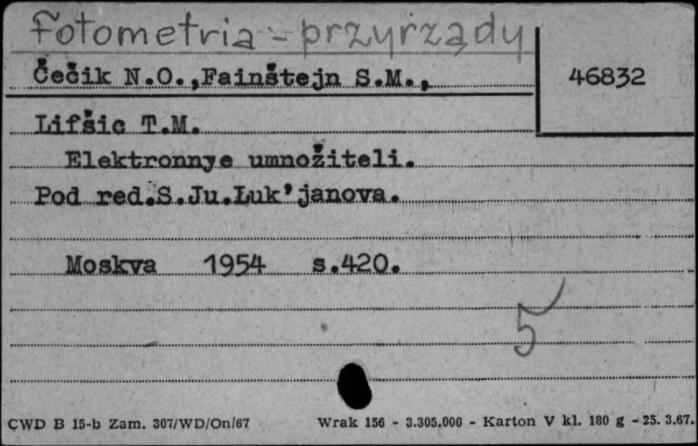 Fotometria - przyrządy
Čečik N.O.,Fainštejn S.M.,
46832
Lifšic T.M.
Elektronnye umnožiteli.
Pod red.S.Ju.Luk'janova.
Moskva 1954 s.420.
5
CWD B 15-b Zam. 307/WD/On/67 Wrak 156 - 3.305.000 - Karton V kl. 180 g - 25. 3.67.